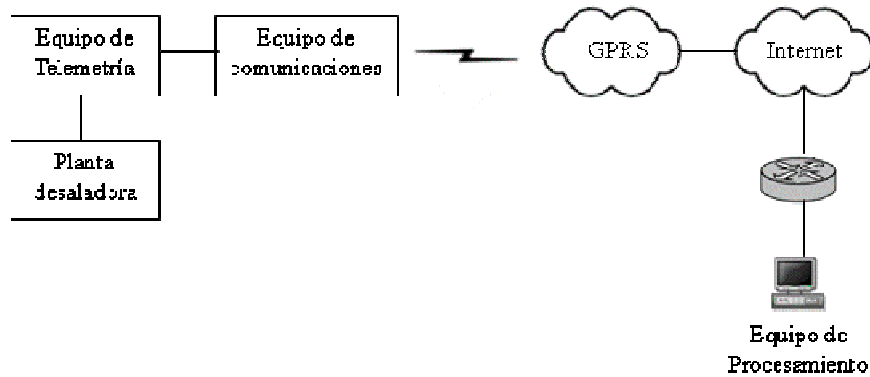 Equipo de
Telemetría
Equipo de
comunicaciones
GPRS
Internet
Planta
desaladora
Equipo de
Procesamiento